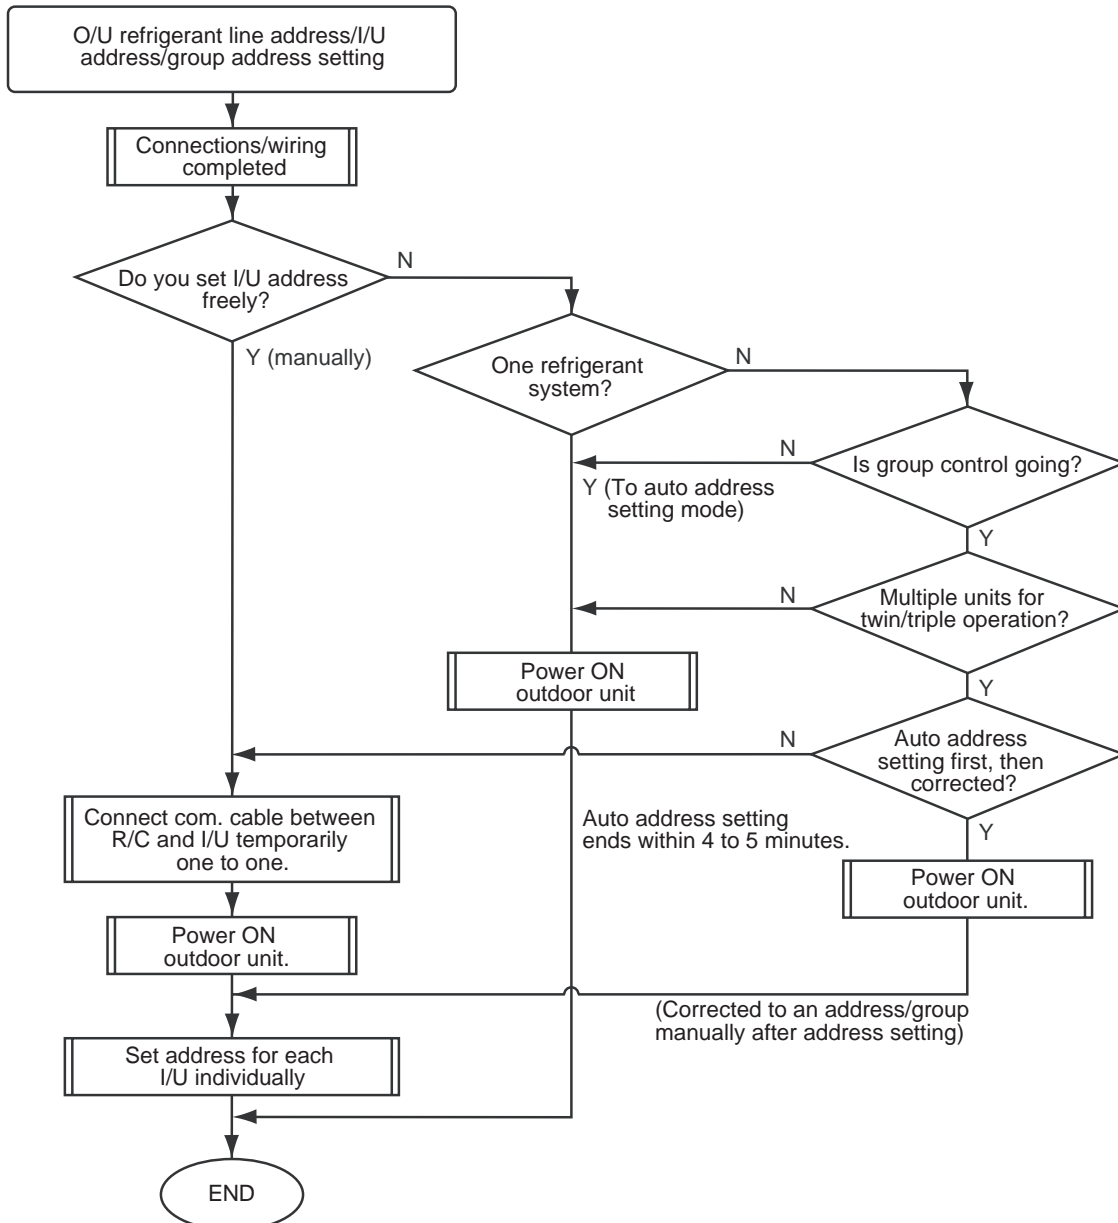 O/U refrigerant line address/I/U
address/group address setting
Connections/wiring
completed
Do you set I/U address
freely?
N
Y (manually)
One refrigerant
system?
N
Is group control going?
N
Y (To auto address
setting mode)
Y
Multiple units for
twin/triple operation?
N
Power ON
outdoor unit
Y
Auto address
setting first, then
corrected?
N
Connect com. cable between
R/C and I/U temporarily
one to one.
Auto address setting
ends within 4 to 5 minutes.
Y
Power ON
outdoor unit.
Power ON
outdoor unit.
(Corrected to an address/group
manually after address setting)
Set address for each
I/U individually
END